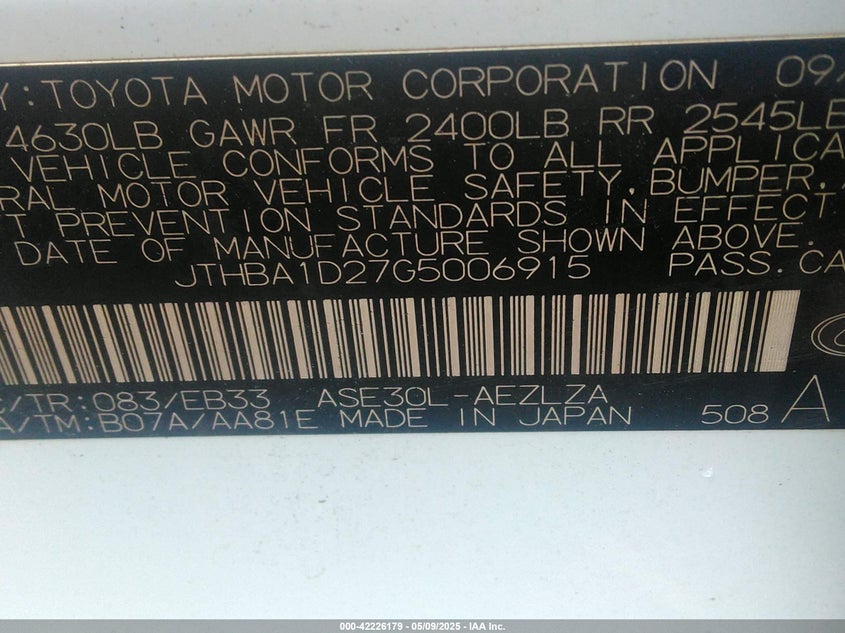 Y:TOYOTA MOTOR CORPORATION 09/
4630LB GAWR FR 2400LB RR 2545LB
VEHICLE CONFORMS TO ALL APPLICA
RAL MOTOR VEHICLE SAFETY, BUMPER,
T PREVENTION STANDARDS IN EFFECT
DATE OF MANUFACTURE SHOWN ABOVE.
JTHBA1D27G5006915 PASS.CA
C/TR:083/EB33 ASE30L-AEZLZA
A/TM:B07A/AA81E MADE IN JAPAN 508 A
000-42226179 - 05/09/2025 - IAA Inc.